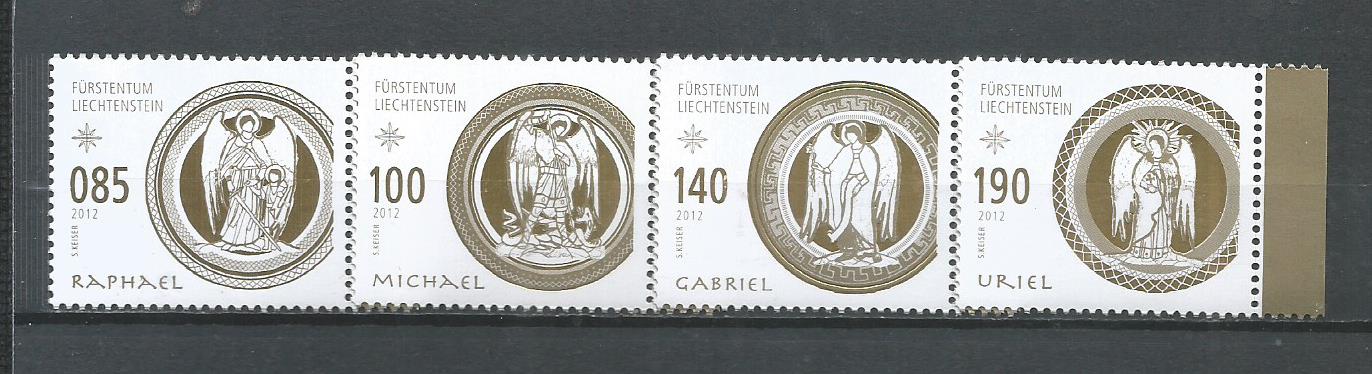 FÜRSTENTUM
LIECHTENSTEIN
085
2012
S.KEISER
RAPHAEL
FÜRSTENTUM
LIECHTENSTEIN
100
2012
S.KEISER
MICHAEL
FÜRSTENTUM
LIECHTENSTEIN
140
2012
S.KEISER
GABRIEL
FÜRSTENTUM
LIECHTENSTEIN
190
2012
S.KEISER
URIEL